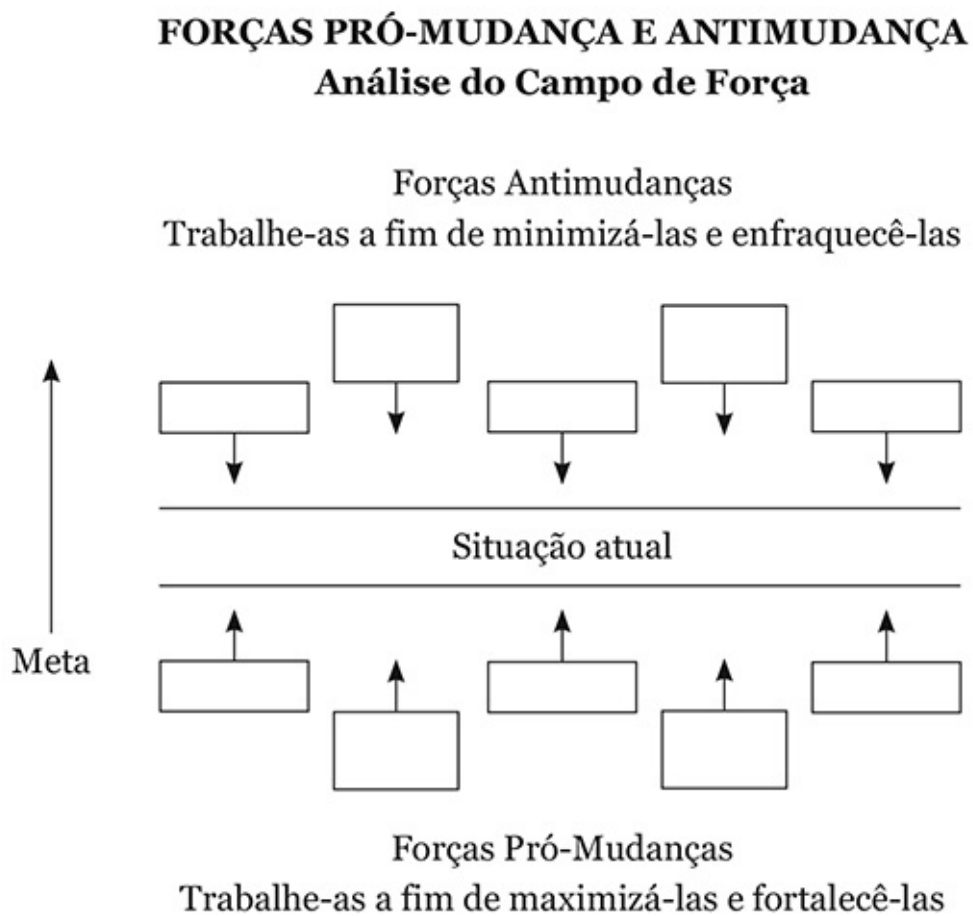 FORÇAS PRÓ-MUDANÇA E ANTIMUDANÇA
Análise do Campo de Força
Forças Antimudanças
Trabalhe-as a fim de minimizá-las e enfraquecê-las
Situação atual
Meta
Forças Pró-Mudanças
Trabalhe-as a fim de maximizá-las e fortalecê-las